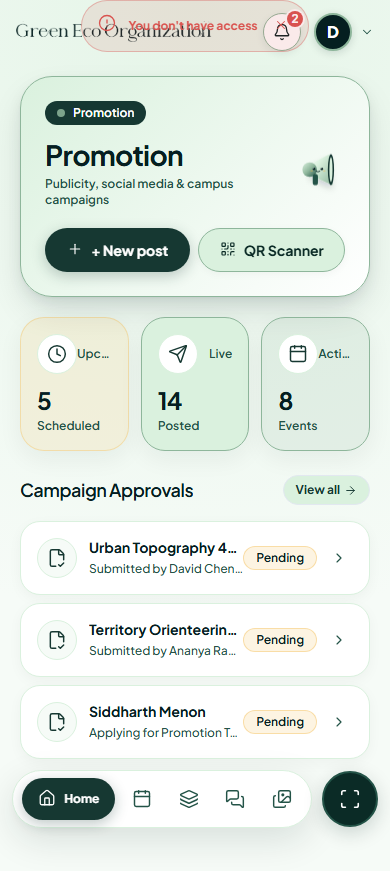 You don't have access
Green Eco Organization
2
D
Promotion
Promotion
Publicity, social media & campus
campaigns
+ New post
QR Scanner
Upc...
5
Scheduled
Live
14
Posted
Acti...
8
Events
Campaign Approvals
View all →
Urban Topography 4...
Submitted by David Chen...
Pending
Territory Orienteerin...
Submitted by Ananya Ra...
Pending
Siddharth Menon
Applying for Promotion T...
Pending
Home